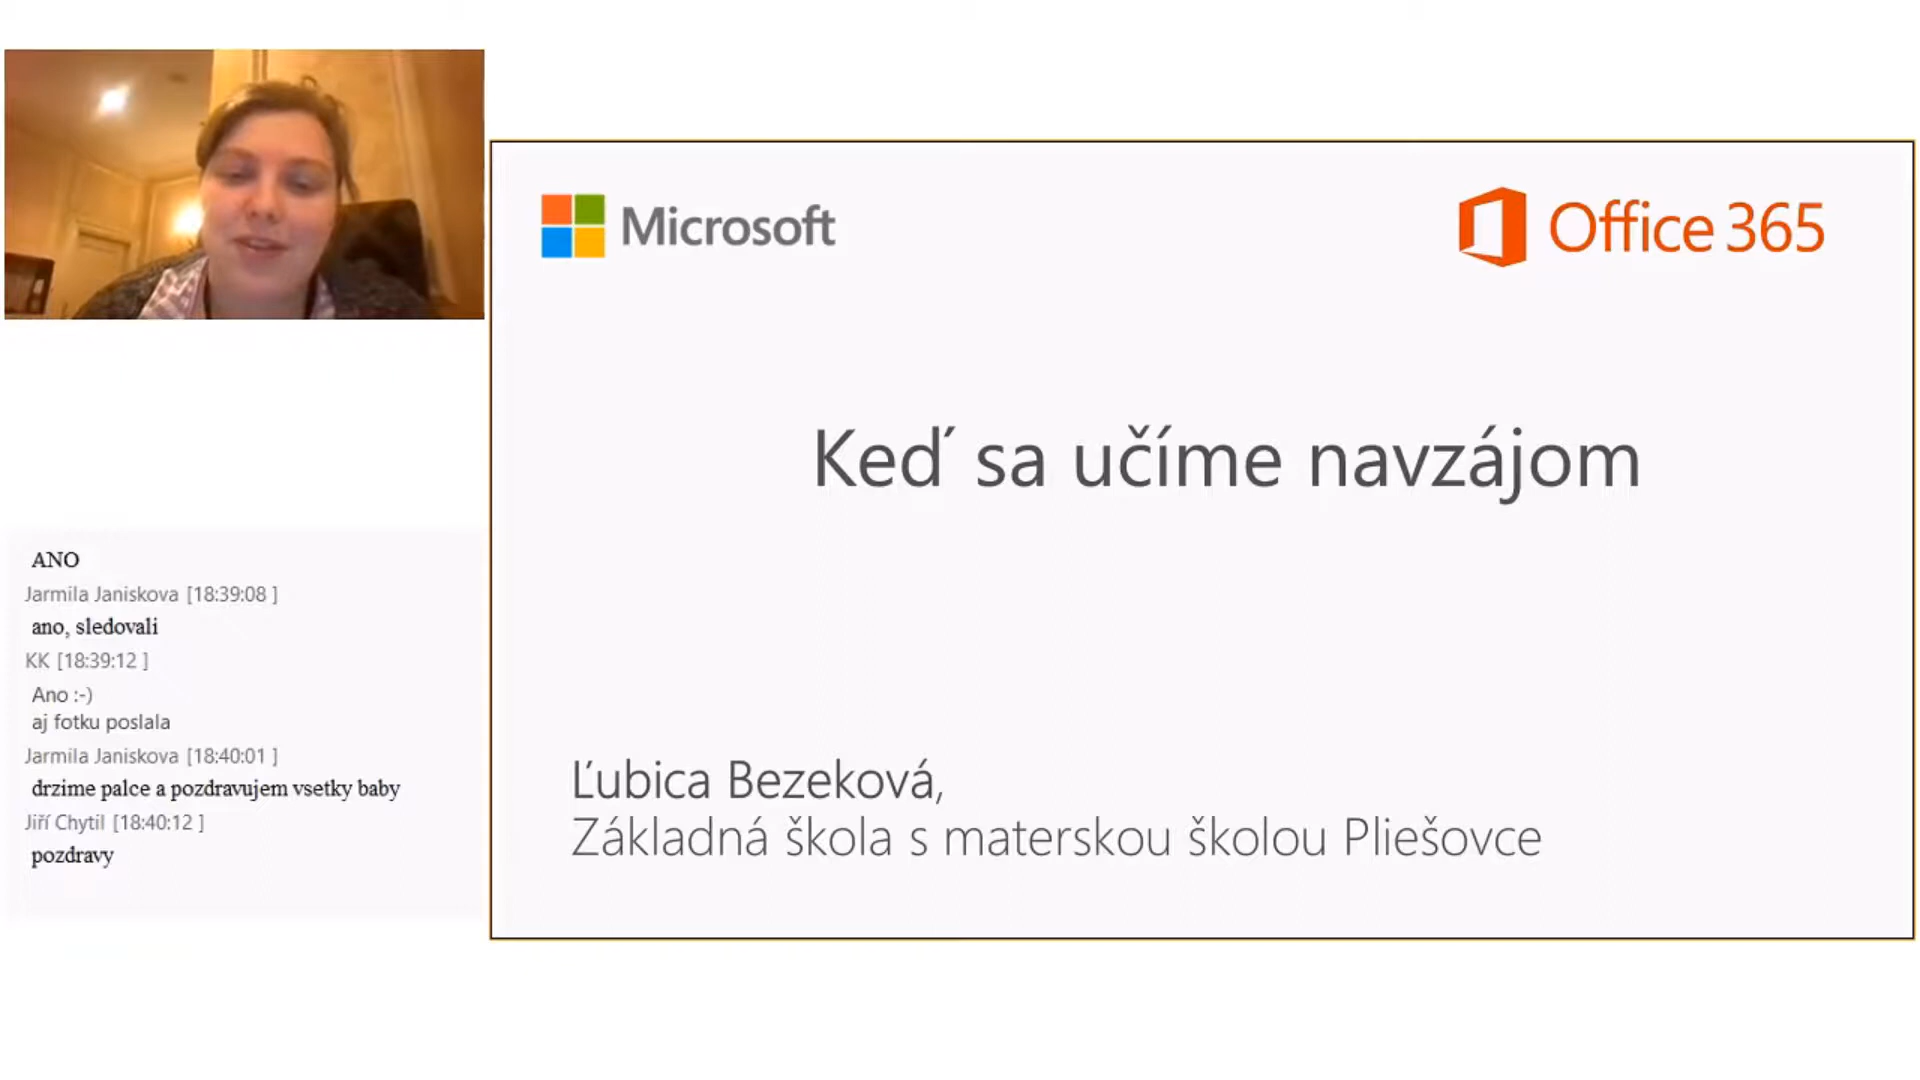 Microsoft
Office 365
Keď sa učíme navzájom
Ľubica Bezeková,
Základná škola s materskou školou Pliešovce
ANO
Jarmila Janiskova [18:39:08 ]
ano, sledovali
KK [18:39:12 ]
Ano :-)
aj fotku poslala
Jarmila Janiskova [18:40:01 ]
drzime palce a pozdravujem vsetky baby
Jiří Chytil [18:40:12 ]
pozdravy